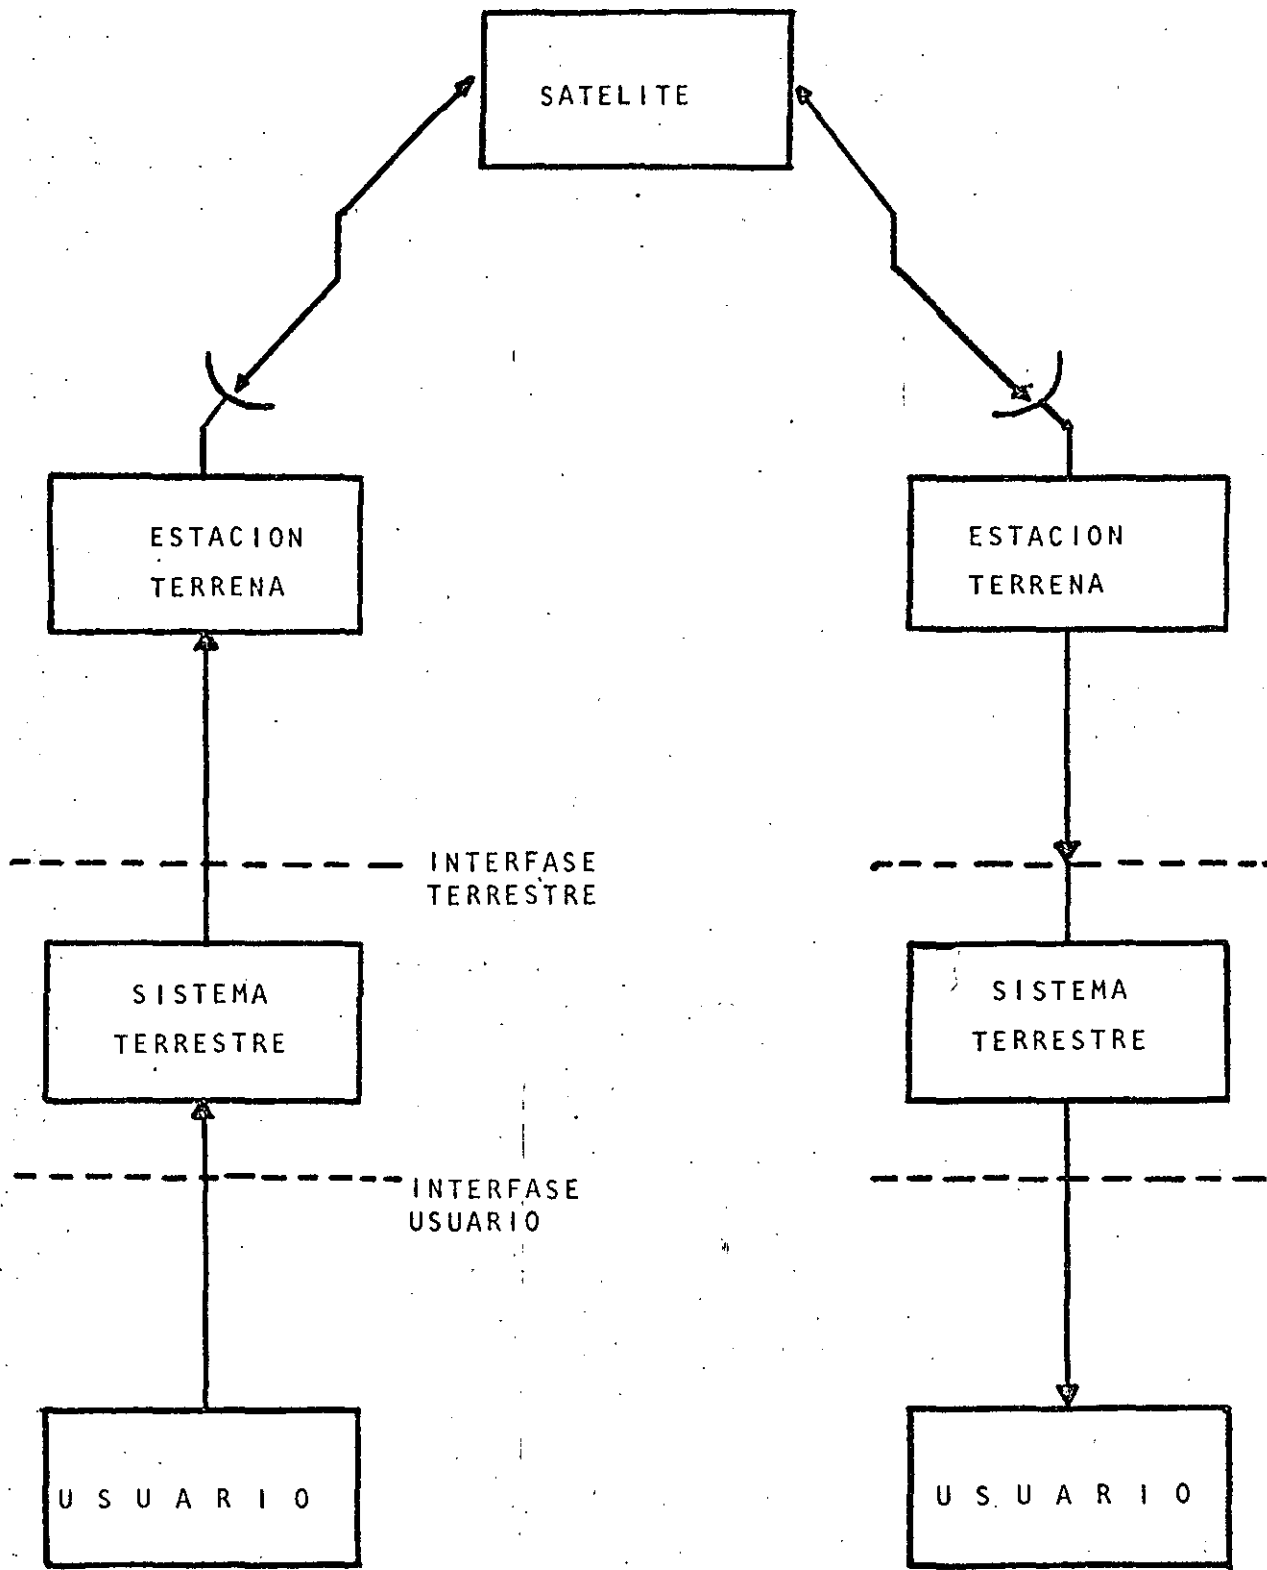 SATELITE
ESTACION
TERRENA
ESTACION
TERRENA
INTERFASE
TERRESTRE
SISTEMA
TERRESTRE
SISTEMA
TERRESTRE
INTERFASE
USUARIO
USUARIO
USUARIO